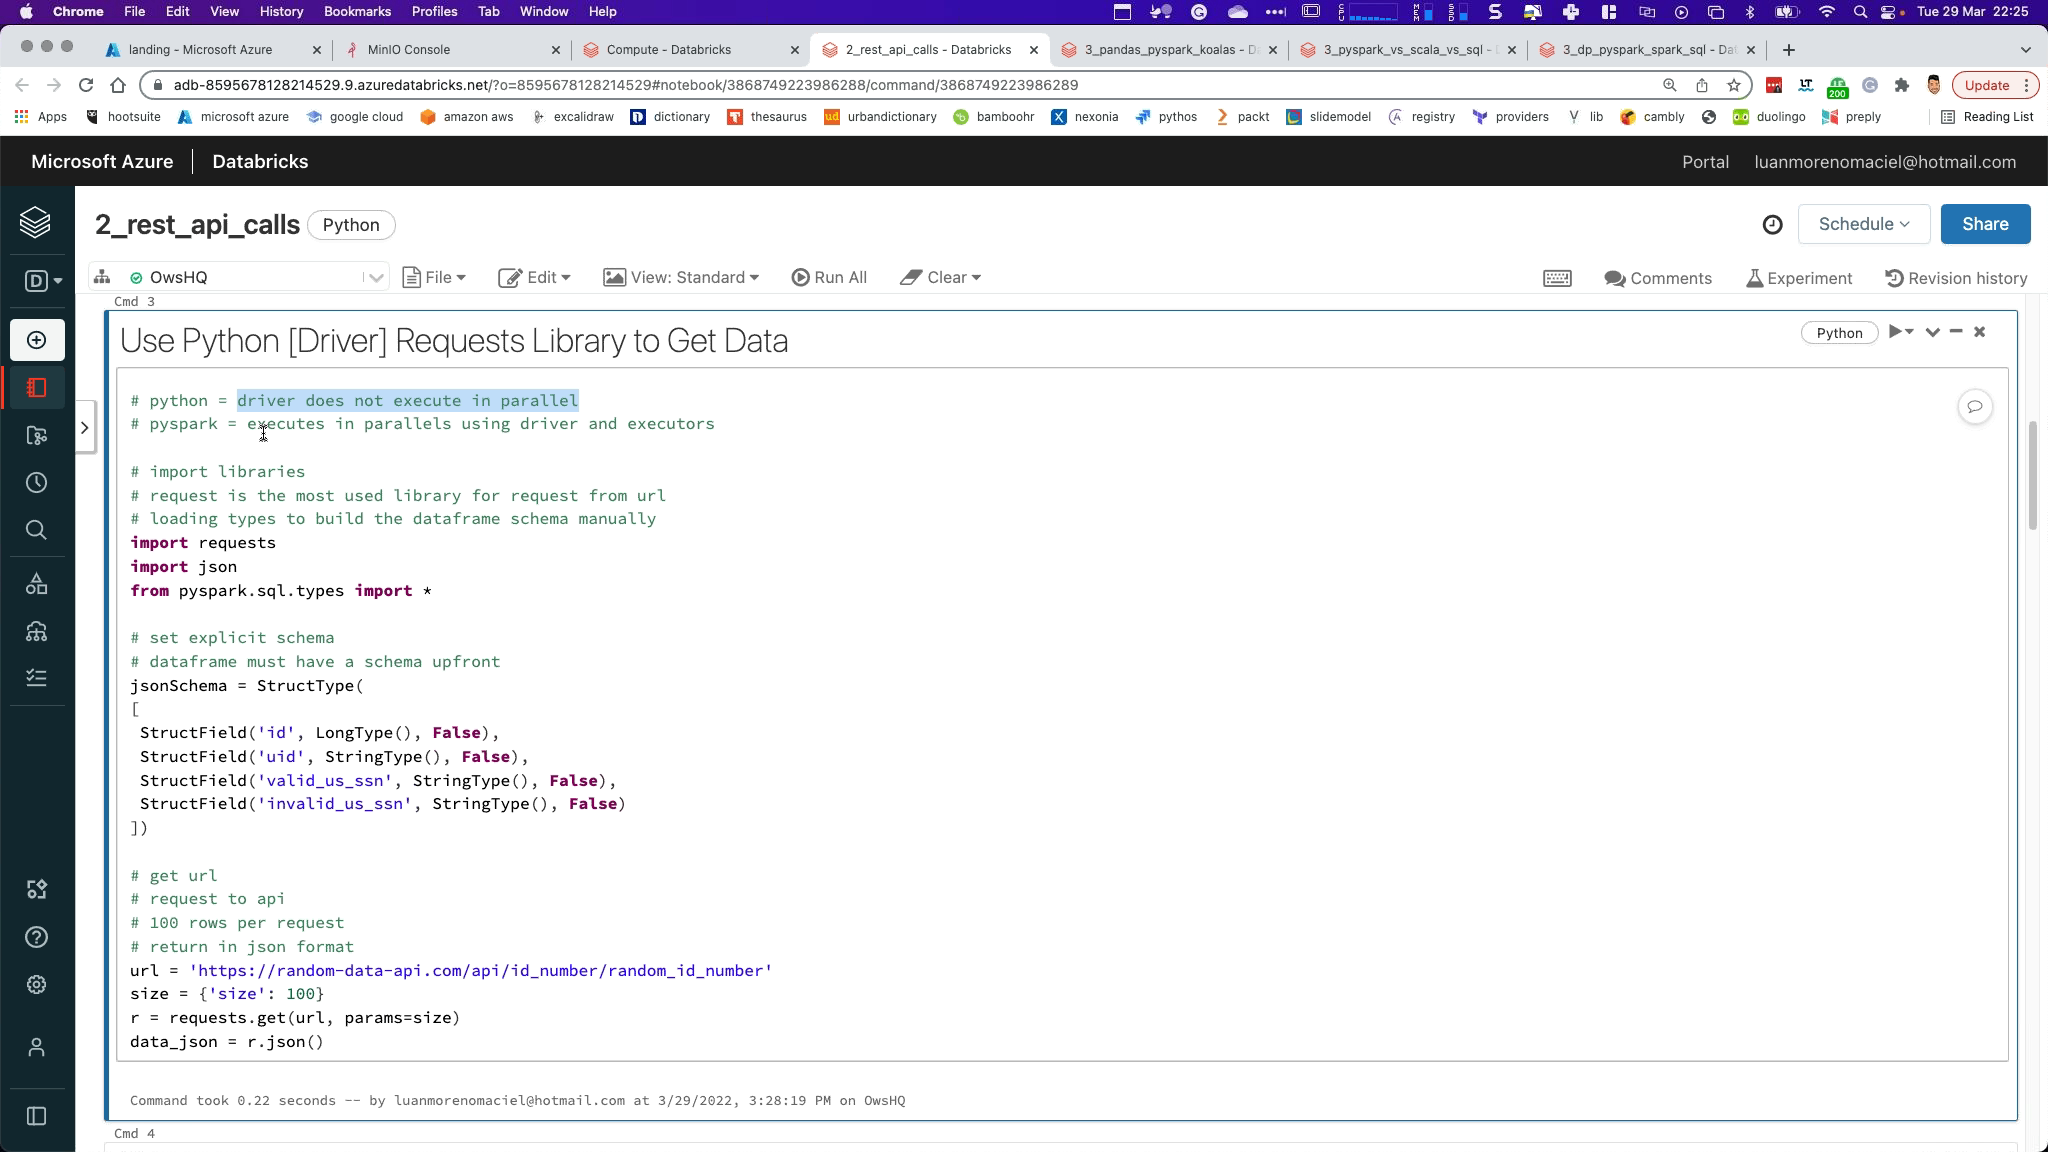 Chrome File Edit View History Bookmarks Profiles Tab Window Help
Tue 29 Mar 22:25
landing - Microsoft Azure
MinIO Console
Compute - Databricks
2_rest_api_calls - Databricks
3_pandas_pyspark_koalas - D
3_pyspark_vs_scala_vs_sql -
3_dp_pyspark_spark_sql - Da
adb-8595678128214529.9.azuredatabricks.net/?o=8595678128214529#notebook/3868749223986288/command/3868749223986289
200
Update
Apps hootsuite microsoft azure google cloud amazon aws excalidraw dictionary thesaurus urbandictionary bamboohr nexonia pythos packt slidemodel registry providers lib cambly duolingo preply Reading List
Microsoft Azure Databricks
Portal luanmorenomaciel@hotmail.com
2_rest_api_calls Python
Schedule Share
OwsHQ File Edit View: Standard Run All Clear
Comments Experiment Revision history
D
Cmd 3
Use Python [Driver] Requests Library to Get Data
Python
# python = driver does not execute in parallel
# pyspark = executes in parallels using driver and executors
# import libraries
# request is the most used library for request from url
# loading types to build the dataframe schema manually
import requests
import json
from pyspark.sql.types import *
# set explicit schema
# dataframe must have a schema upfront
jsonSchema = StructType(
[
StructField('id', LongType(), False),
StructField('uid', StringType(), False),
StructField('valid_us_ssn', StringType(), False),
StructField('invalid_us_ssn', StringType(), False)
])
# get url
# request to api
# 100 rows per request
# return in json format
url = 'https://random-data-api.com/api/id_number/random_id_number'
size = {'size': 100}
r = requests.get(url, params=size)
data_json = r.json()
Command took 0.22 seconds -- by luanmorenomaciel@hotmail.com at 3/29/2022, 3:28:19 PM on OwsHQ
Cmd 4